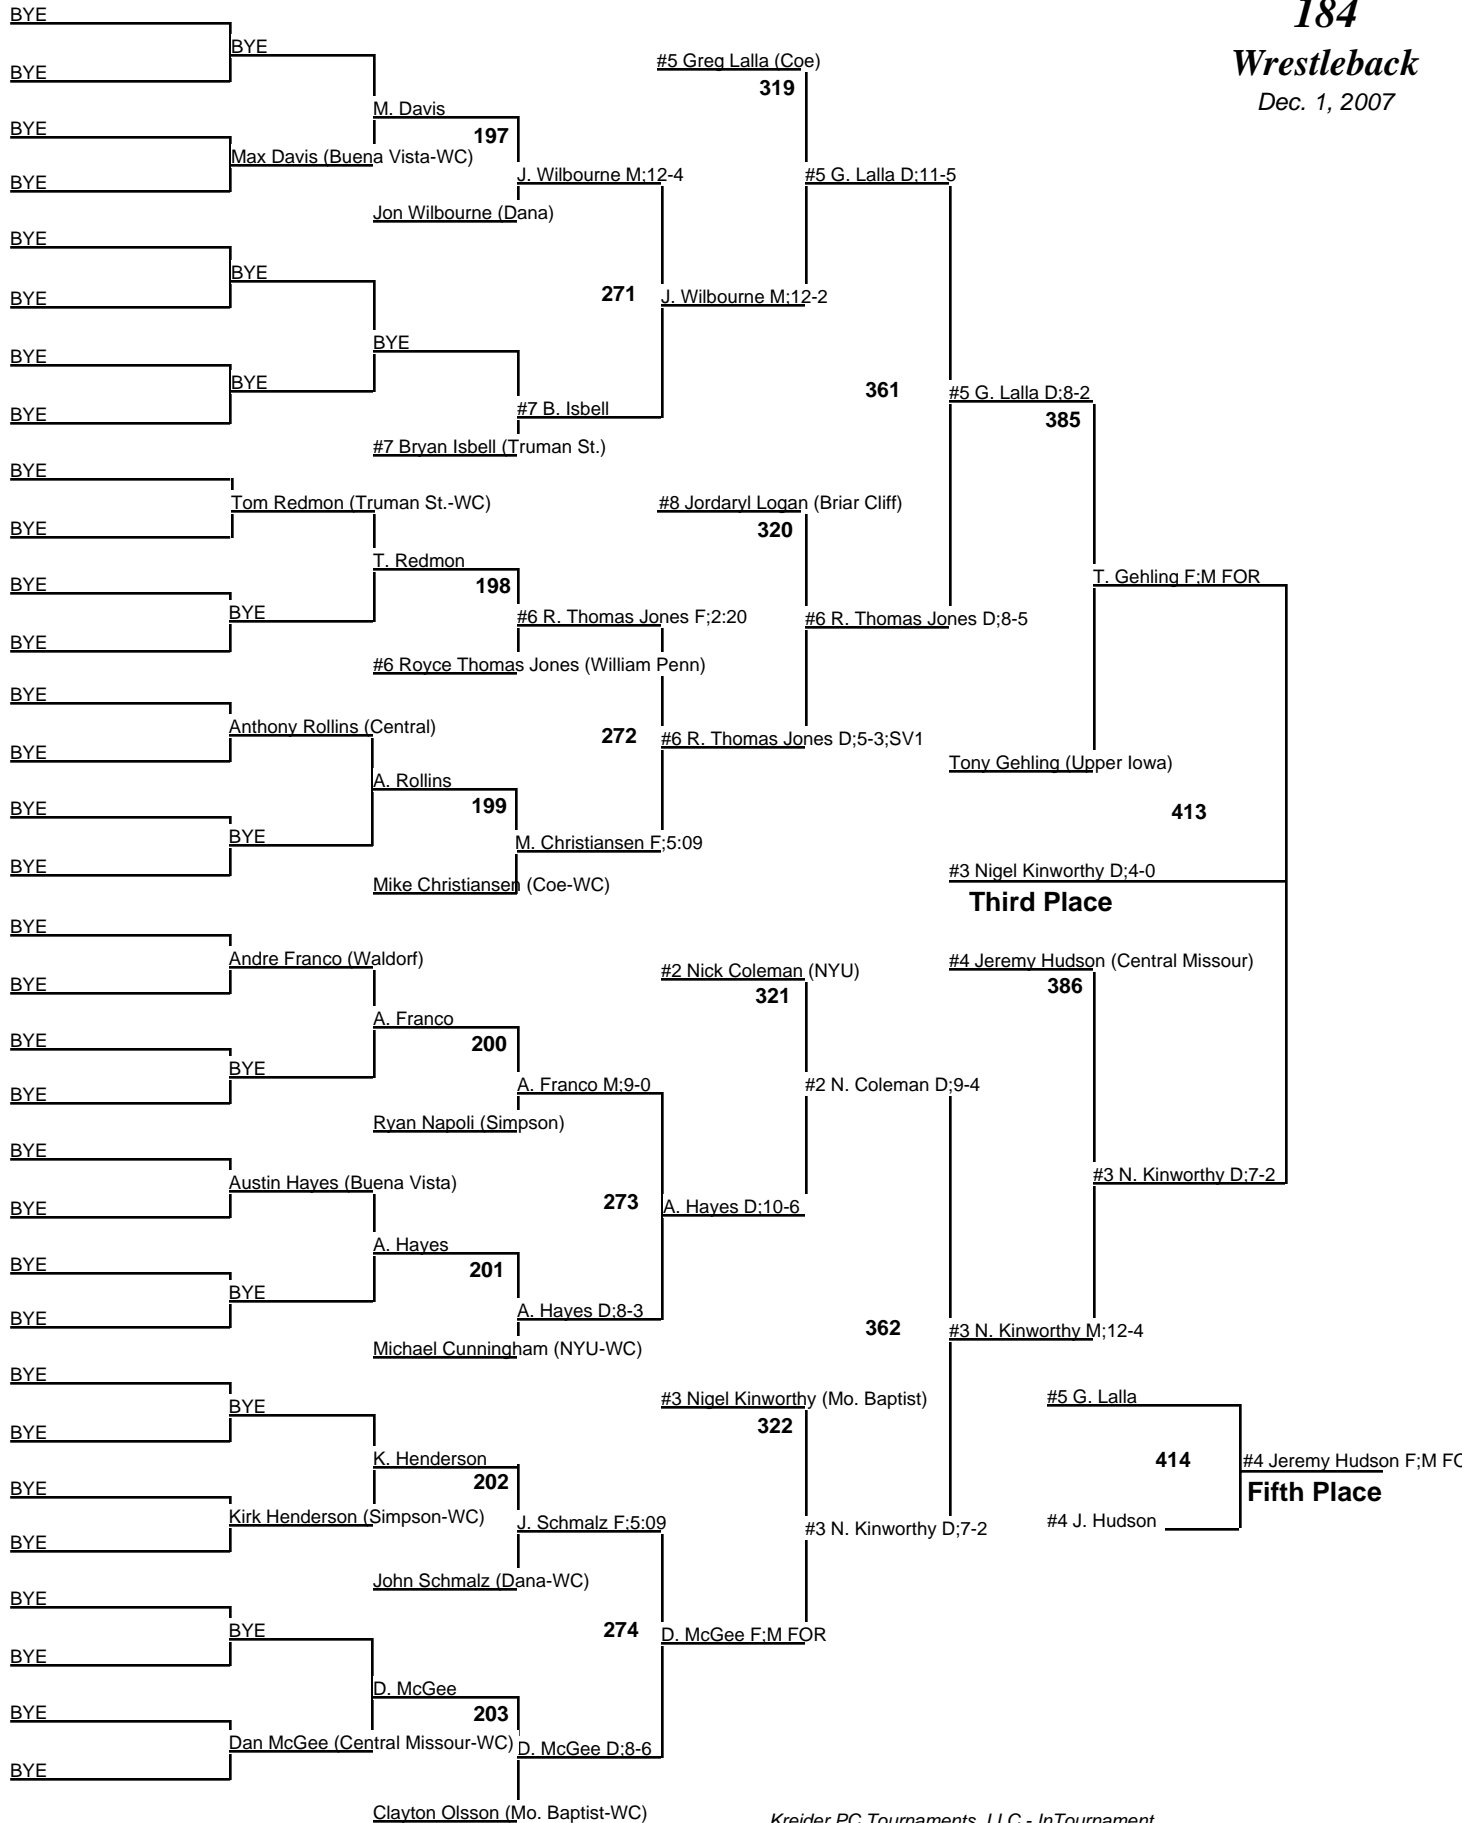 184
Wrestleback
Dec. 1, 2007
BYE
BYE
BYE
#5 Greg Lalla (Coe)
319
M. Davis
197
BYE
Max Davis (Buena Vista-WC)
BYE
J. Wilbourne M;12-4
#5 G. Lalla D;11-5
Jon Wilbourne (Dana)
BYE
BYE
BYE
271
J. Wilbourne M;12-2
BYE
BYE
BYE
BYE
361
#5 G. Lalla D;8-2
385
#7 B. Isbell
#7 Bryan Isbell (Truman St.)
BYE
Tom Redmon (Truman St.-WC)
BYE
#8 Jordaryl Logan (Briar Cliff)
320
T. Redmon
198
T. Gehling F;M FOR
BYE
BYE
BYE
#6 R. Thomas Jones F;2:20
#6 R. Thomas Jones D;8-5
#6 Royce Thomas Jones (William Penn)
BYE
Anthony Rollins (Central)
BYE
272
#6 R. Thomas Jones D;5-3;SV1
Tony Gehling (Upper Iowa)
A. Rollins
199
413
BYE
BYE
BYE
M. Christiansen F;5:09
Mike Christiansen (Coe-WC)
#3 Nigel Kinworthy D;4-0
Third Place
BYE
Andre Franco (Waldorf)
BYE
#2 Nick Coleman (NYU)
321
#4 Jeremy Hudson (Central Missour)
386
A. Franco
200
BYE
BYE
BYE
A. Franco M;9-0
#2 N. Coleman D;9-4
Ryan Napoli (Simpson)
BYE
Austin Hayes (Buena Vista)
BYE
273
A. Hayes D;10-6
#3 N. Kinworthy D;7-2
A. Hayes
201
BYE
BYE
BYE
A. Hayes D;8-3
362
#3 N. Kinworthy M;12-4
Michael Cunningham (NYU-WC)
BYE
BYE
BYE
#3 Nigel Kinworthy (Mo. Baptist)
322
#5 G. Lalla
K. Henderson
202
414
#4 Jeremy Hudson F;M FO
Fifth Place
BYE
Kirk Henderson (Simpson-WC)
BYE
J. Schmalz F;5:09
#3 N. Kinworthy D;7-2
#4 J. Hudson
John Schmalz (Dana-WC)
BYE
BYE
BYE
274
D. McGee F;M FOR
D. McGee
203
BYE
Dan McGee (Central Missour-WC)
BYE
D. McGee D;8-6
Clayton Olsson (Mo. Baptist-WC)
Kreider PC Tournaments, LLC - InTournament